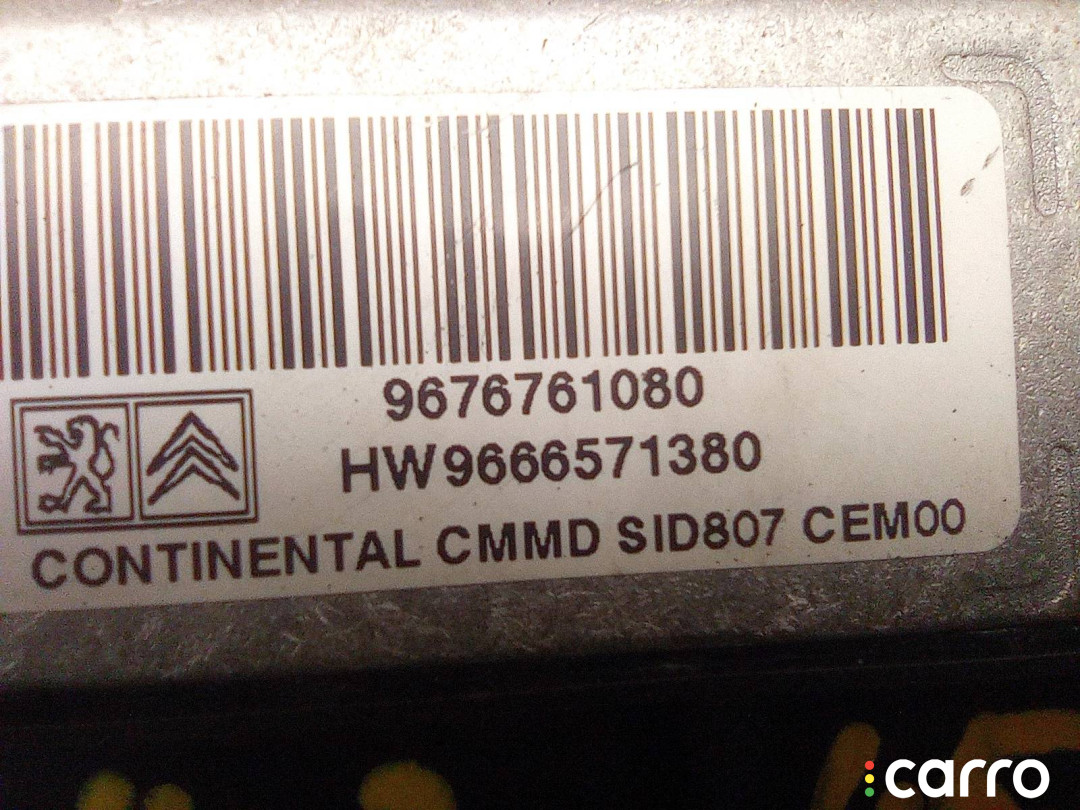 9676761080
HW9666571380
CONTINENTAL CMMD SID807 CEM00
carro